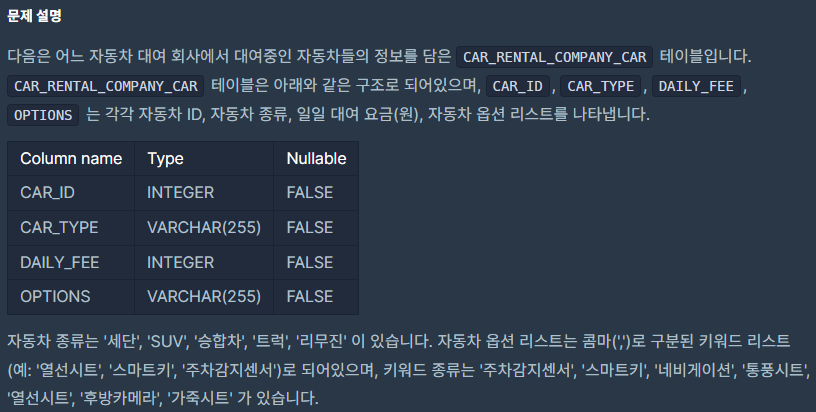 문제 설명
다음은 어느 자동차 대여 회사에서 대여중인 자동차들의 정보를 담은 CAR_RENTAL_COMPANY_CAR 테이블입니다.
CAR_RENTAL_COMPANY_CAR 테이블은 아래와 같은 구조로 되어있으며, CAR_ID, CAR_TYPE, DAILY_FEE,
OPTIONS 는 각각 자동차 ID, 자동차 종류, 일일 대여 요금(원), 자동차 옵션 리스트를 나타냅니다.
Column name Type Nullable
CAR_ID INTEGER FALSE
CAR_TYPE VARCHAR(255) FALSE
DAILY_FEE INTEGER FALSE
OPTIONS VARCHAR(255) FALSE
자동차 종류는 '세단', 'SUV', '승합차', '트럭', '리무진' 이 있습니다. 자동차 옵션 리스트는 콤마(',')로 구분된 키워드 리스트
(예: '열선시트', '스마트키', '주차감지센서')로 되어있으며, 키워드 종류는 '주차감지센서', '스마트키', '네비게이션', '통풍시트',
'열선시트', '후방카메라', '가죽시트' 가 있습니다.